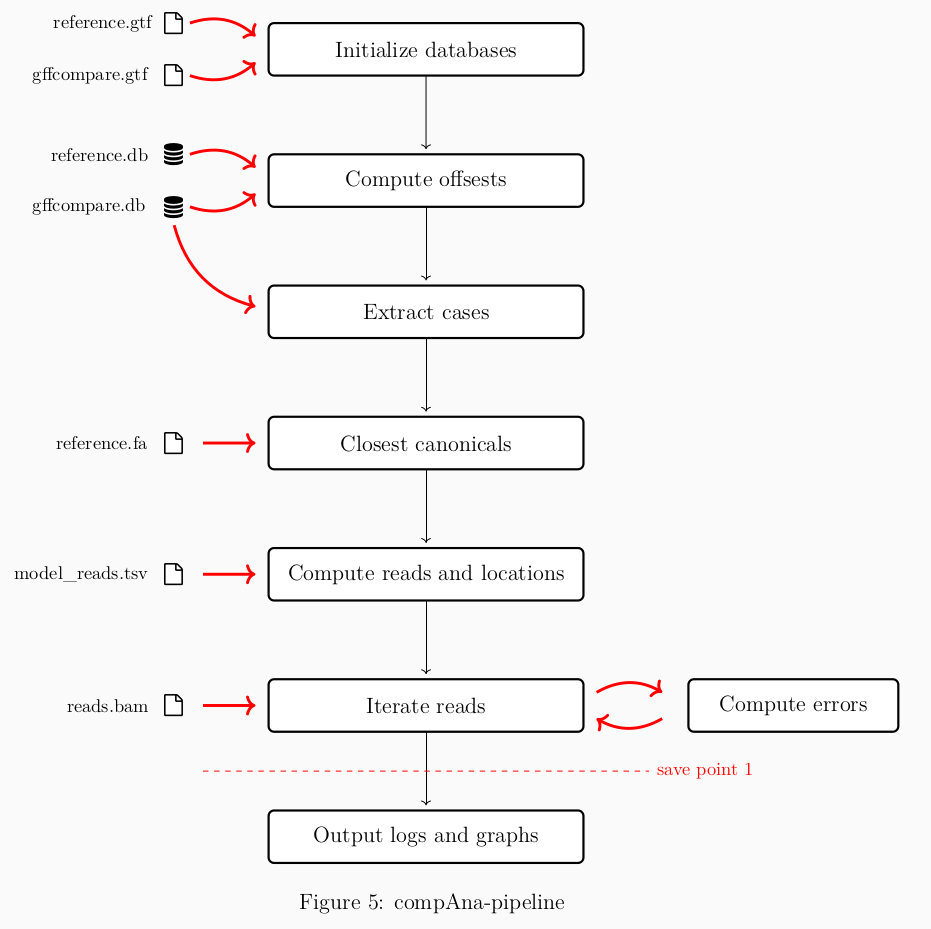 reference.gtf
Initialize databases
gffcompare.gtf
reference.db
Compute offsests
gffcompare.db
Extract cases
reference.fa
Closest canonicals
model_reads.tsv
Compute reads and locations
reads.bam
Iterate reads
Compute errors
save point 1
Output logs and graphs
Figure 5: compAna-pipeline